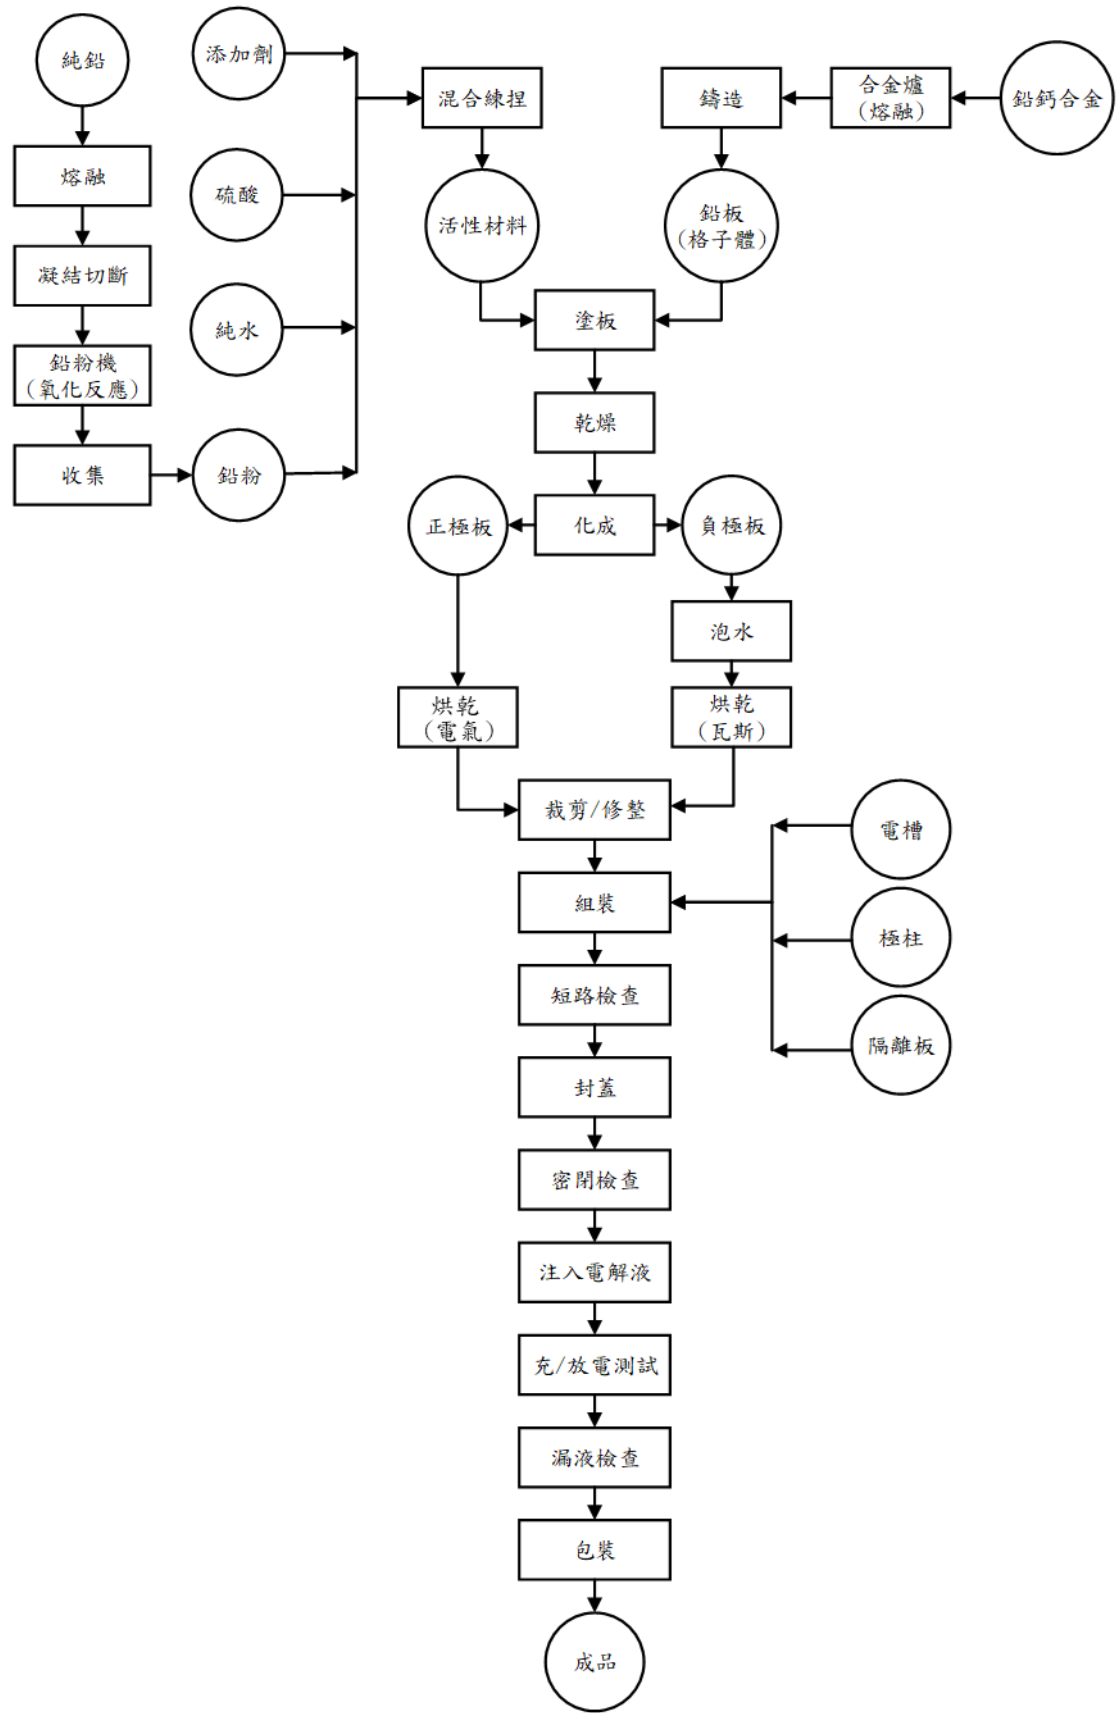 純鉛
熔融
凝結切斷
鉛粉機
（氧化反應）
收集
添加劑
硫酸
純水
鉛粉
混合練捏
活性材料
鑄造
合金爐
（熔融）
鉛鈣合金
鉛板
（格子體）
塗板
乾燥
正極板
化成
負極板
泡水
烘乾
（電氣）
烘乾
（瓦斯）
裁剪/修整
電槽
組裝
極柱
短路檢查
隔離板
封蓋
密閉檢查
注入電解液
充/放電測試
漏液檢查
包裝
成品